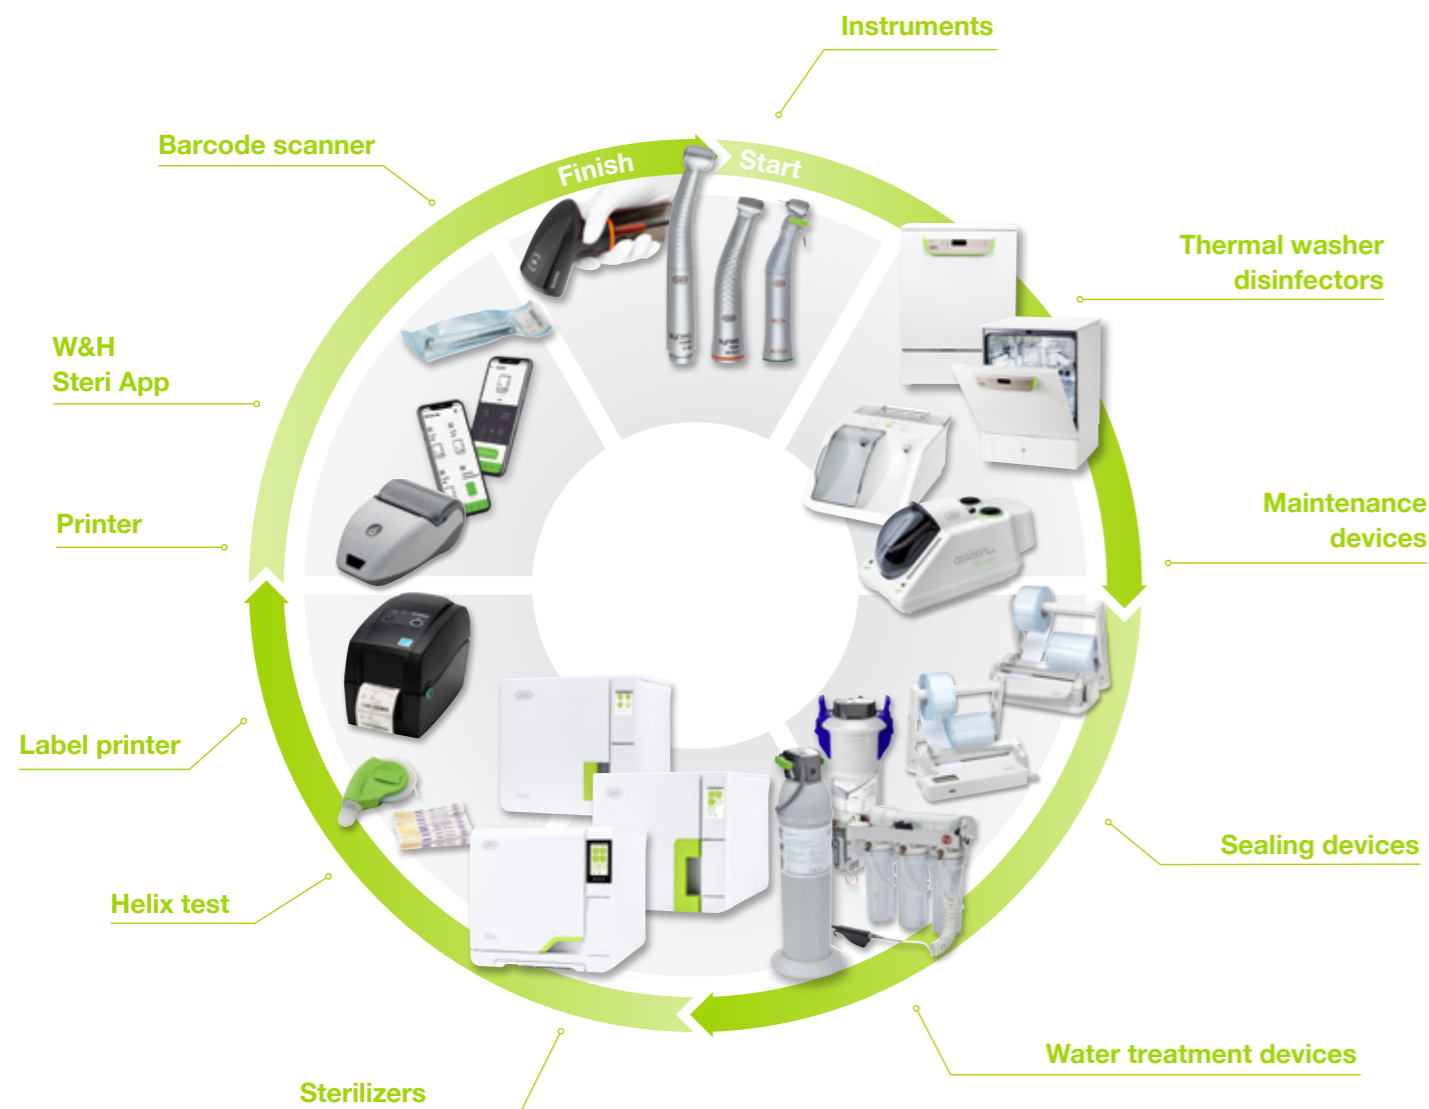 Instruments
Barcode scanner
Finish
Start
Thermal washer
disinfectors
W&H
Steri App
Printer
Maintenance
devices
Label printer
Sealing devices
Helix test
Water treatment devices
Sterilizers